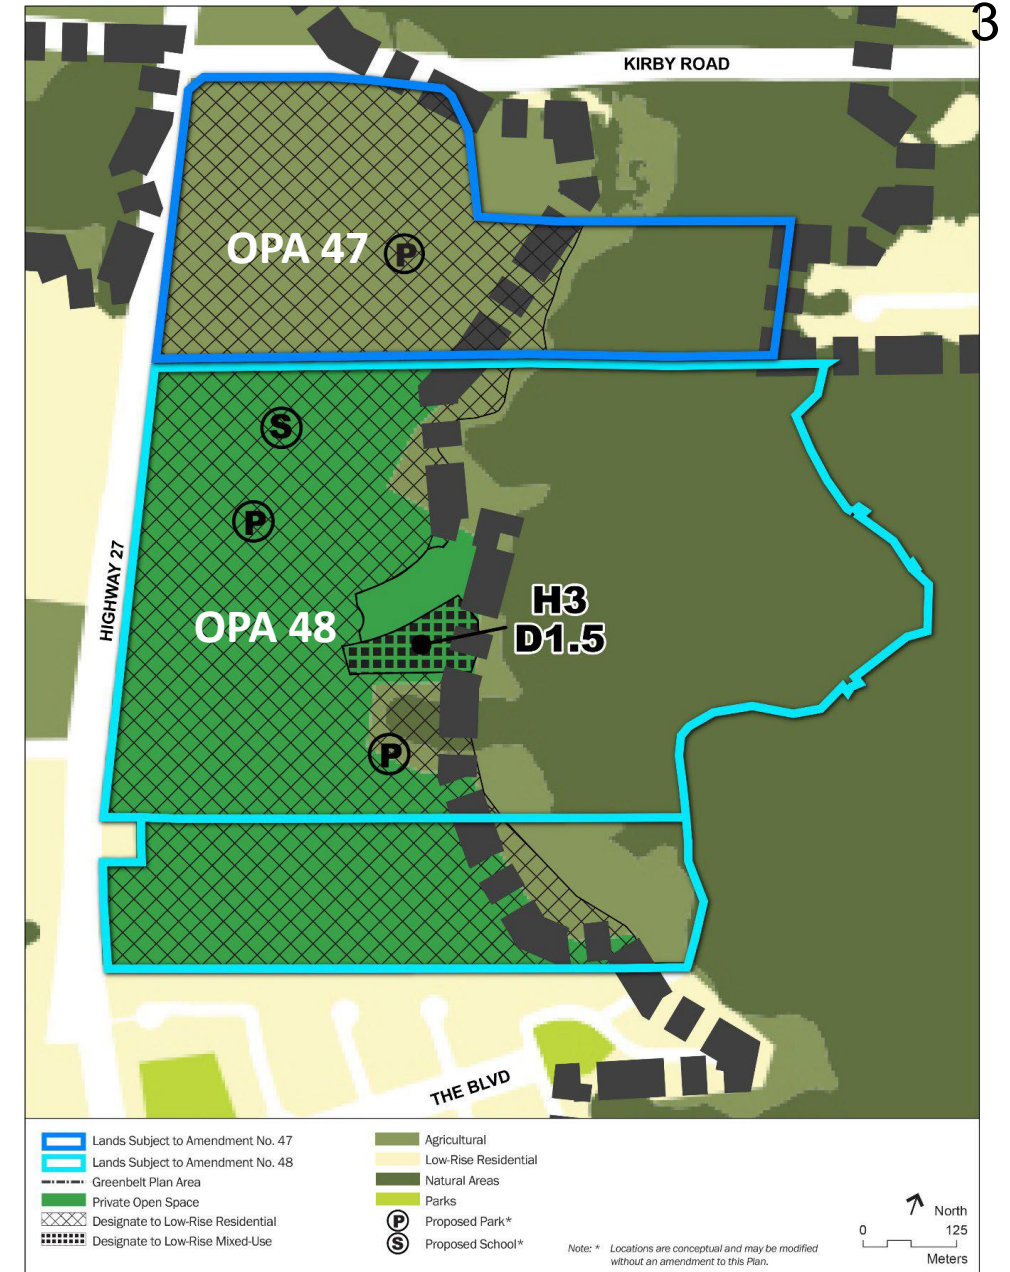 3
KIRBY ROAD
OPA 47
P
S
P
HIGHWAY 27
H3
D1.5
OPA 48
P
THE BLVD
Lands Subject to Amendment No. 47
Lands Subject to Amendment No. 48
Greenbelt Plan Area
Private Open Space
Designate to Low-Rise Residential
Designate to Low-Rise Mixed-Use
Agricultural
Low-Rise Residential
Natural Areas
Parks
P Proposed Park*
S Proposed School*
Note: * Locations are conceptual and may be modified
without an amendment to this Plan.
North
0 125
Meters